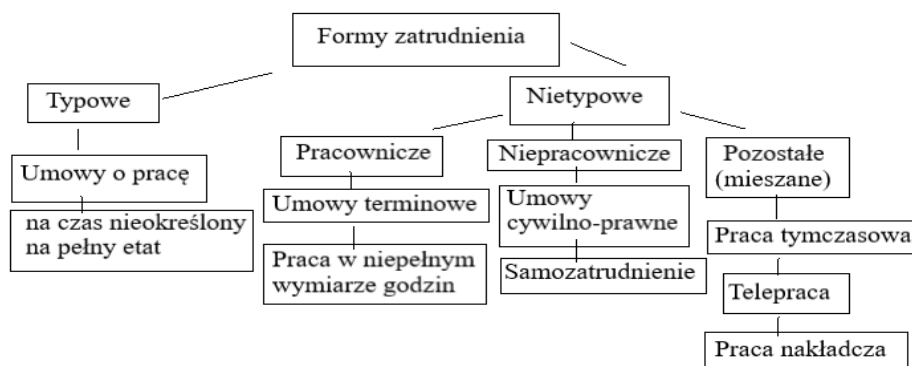 Formy zatrudnienia
Typowe
Nietypowe
Umowy o pracę
na czas nieokreślony
na pełny etat
Pracownicze
Umowy terminowe
Praca w niepełnym
wymiarze godzin
Niepracownicze
Umowy
cywilno-prawne
Samozatrudnienie
Pozostałe
(mieszane)
Praca tymczasowa
Telepraca
Praca nakładcza